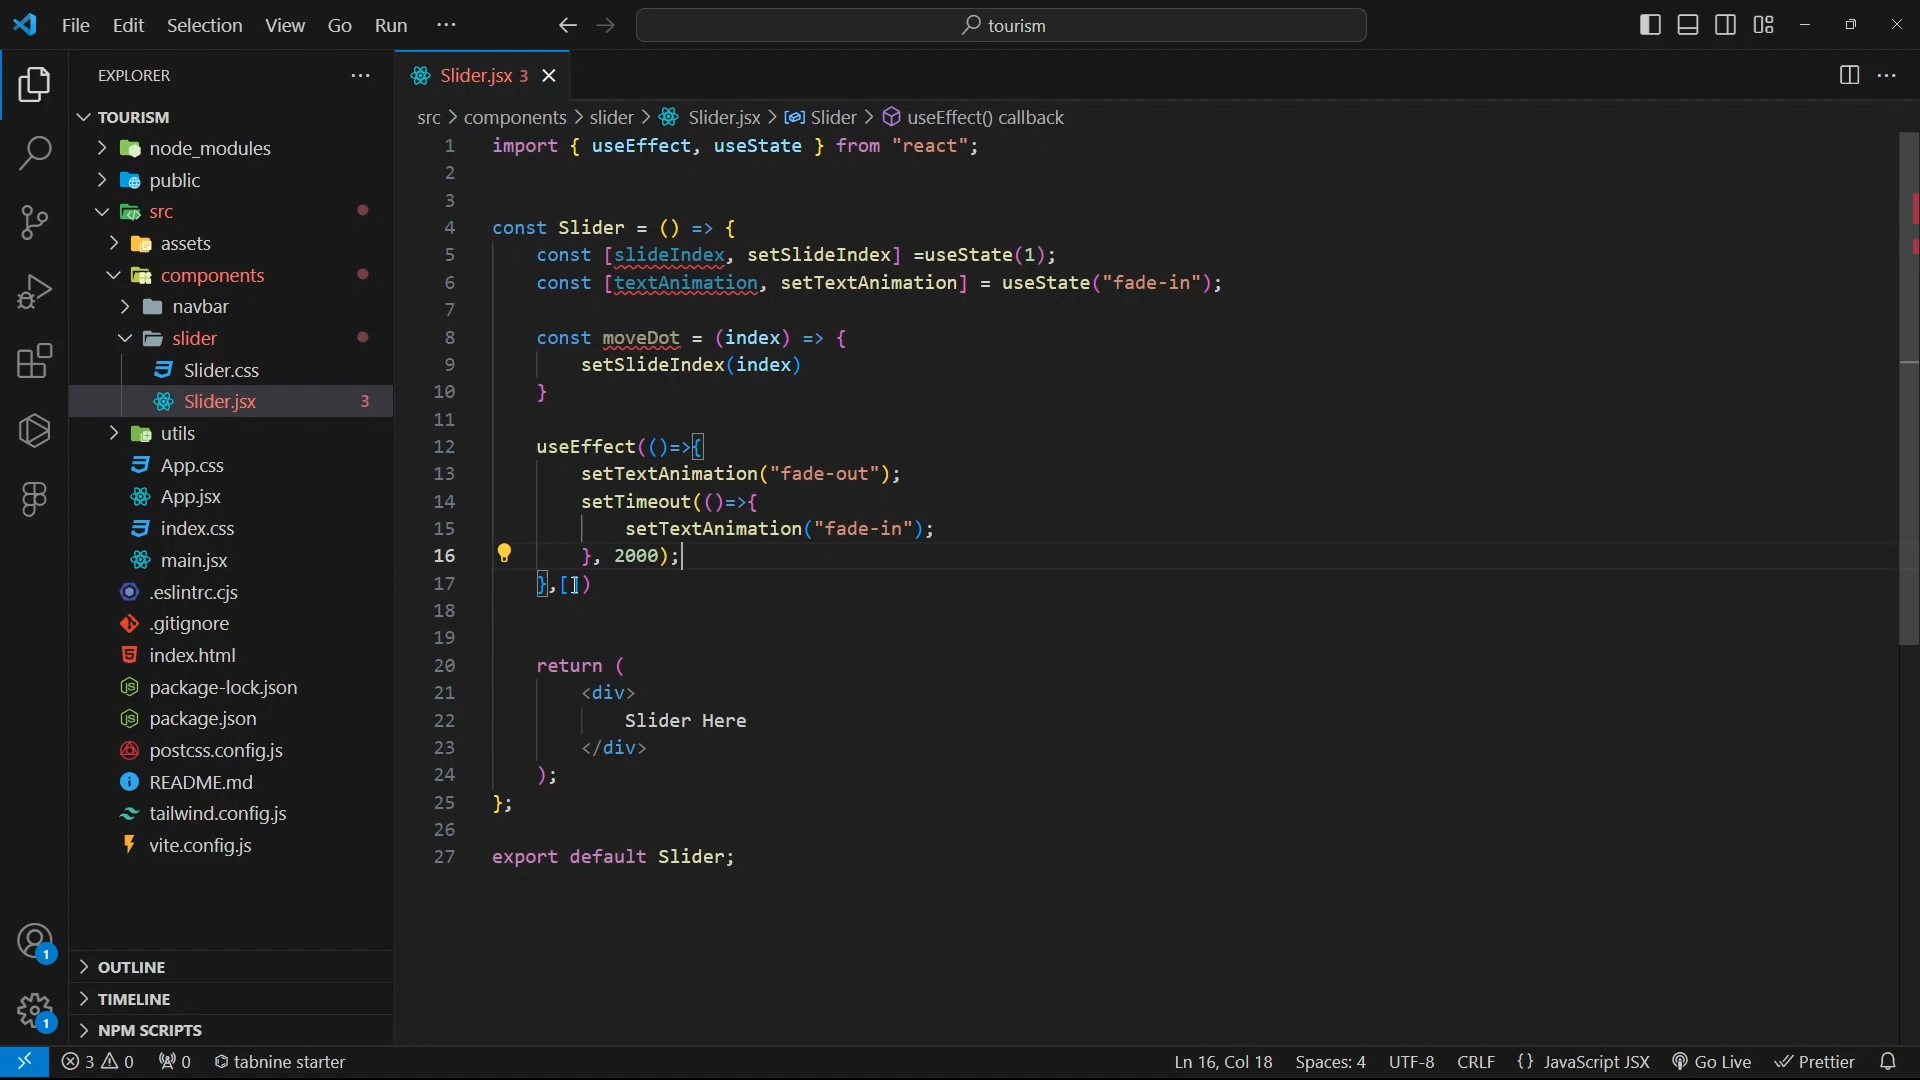 File Edit Selection View Go Run ··· tourism
EXPLORER ···
Slider.jsx 3
TOURISM
node_modules
public
src
assets
components
navbar
slider
Slider.css
Slider.jsx 3
utils
App.css
App.jsx
index.css
main.jsx
.eslintrc.cjs
.gitignore
index.html
package-lock.json
package.json
postcss.config.js
README.md
tailwind.config.js
vite.config.js
OUTLINE
TIMELINE
NPM SCRIPTS
1
1
src > components > slider > Slider.jsx > Slider > useEffect() callback
1 import { useEffect, useState } from "react";
2
3
4 const Slider = () => {
5 const [slideIndex, setSlideIndex] =useState(1);
6 const [textAnimation, setTextAnimation] = useState("fade-in");
7
8 const moveDot = (index) => {
9 setSlideIndex(index)
10 }
11
12 useEffect(()=>{
13 setTextAnimation("fade-out");
14 setTimeout(()=>{
15 setTextAnimation("fade-in");
16 }, 2000);
17 },[])
18
19
20 return (
21 <div>
22 Slider Here
23 </div>
24 );
25 };
26
27 export default Slider;
3 0 0 tabnine starter Ln 16, Col 18 Spaces: 4 UTF-8 CRLF {} JavaScript JSX Go Live Prettier